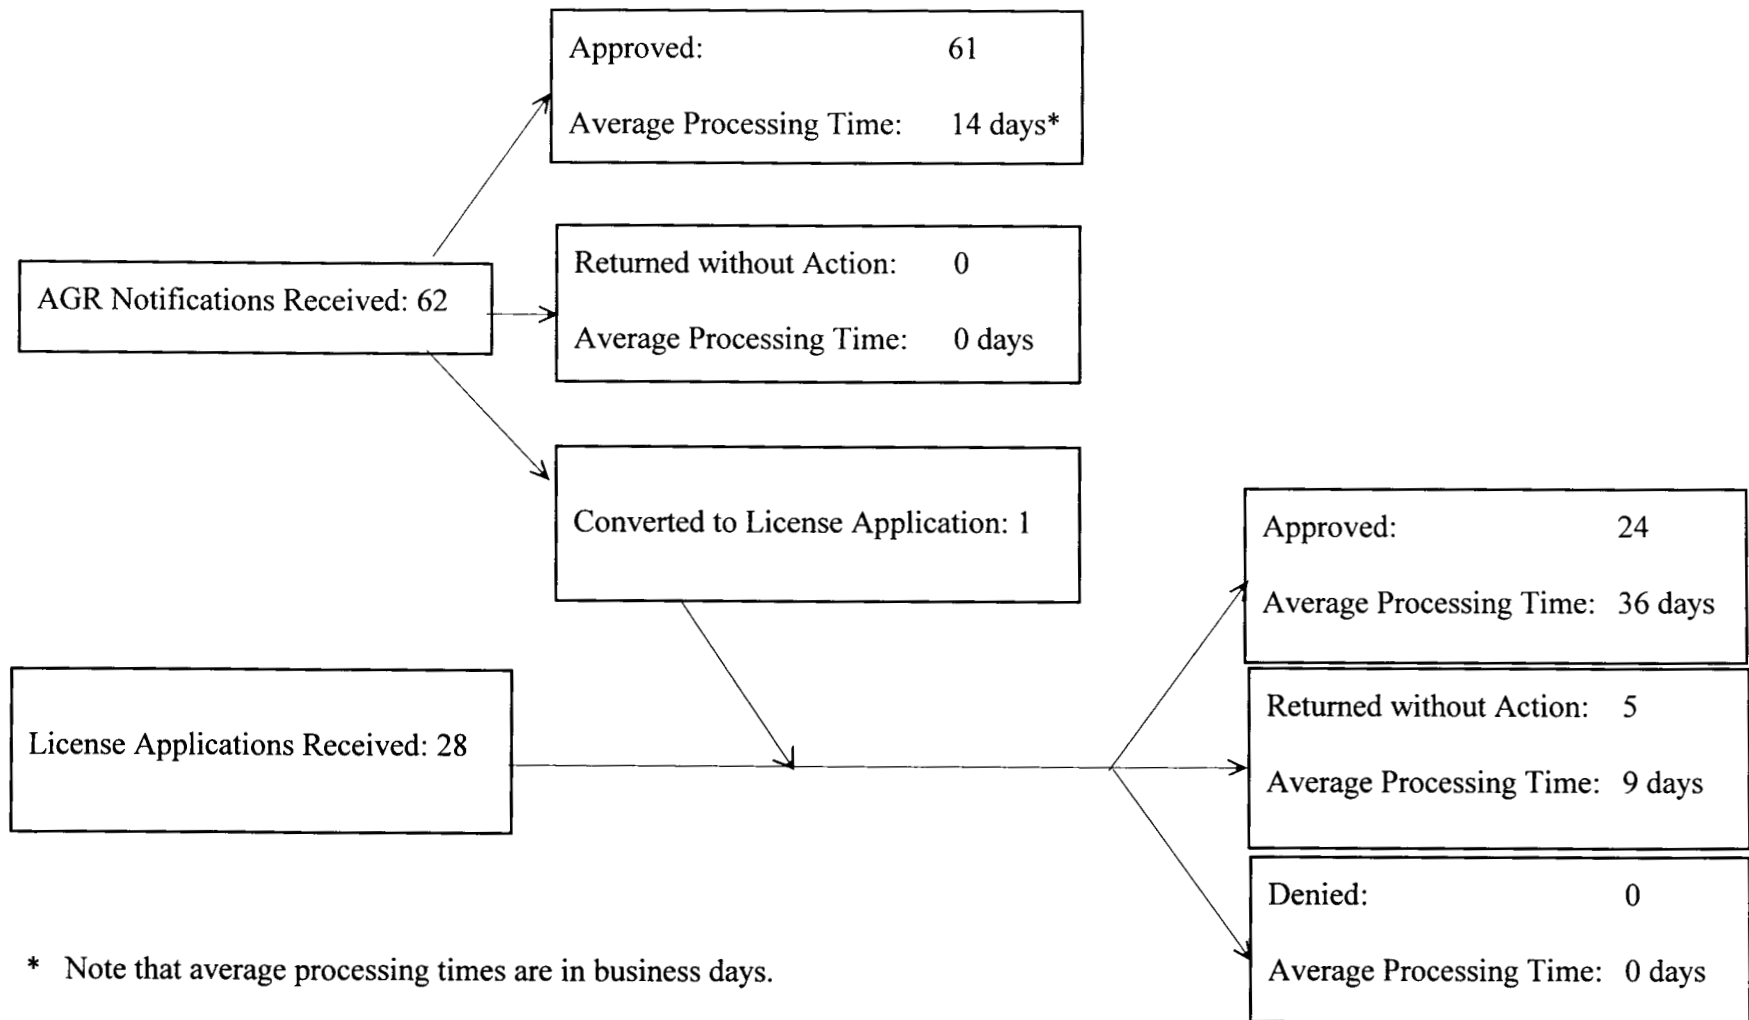 Approved: 61
Average Processing Time: 14 days*
AGR Notifications Received: 62
Returned without Action: 0
Average Processing Time: 0 days
Converted to License Application: 1
License Applications Received: 28
Approved: 24
Average Processing Time: 36 days
Returned without Action: 5
Average Processing Time: 9 days
Denied: 0
Average Processing Time: 0 days
* Note that average processing times are in business days.